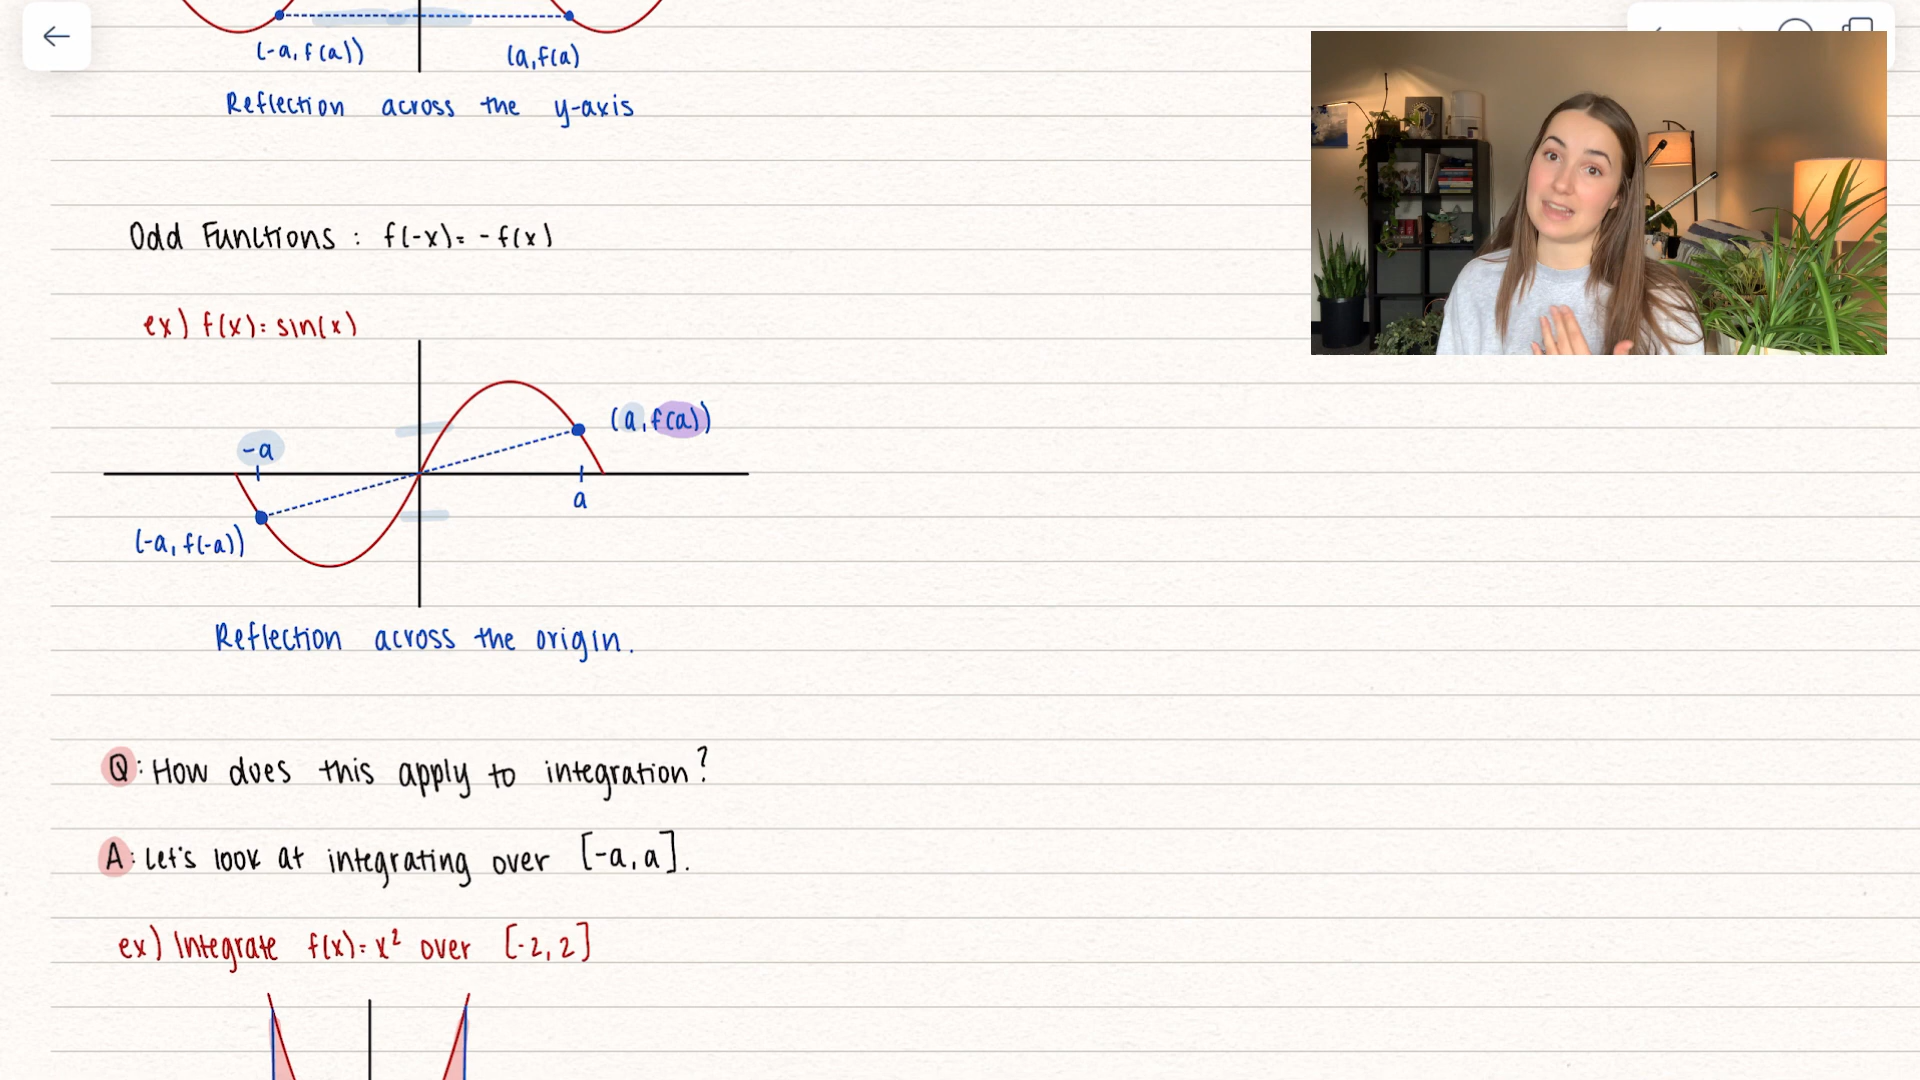 (-a, f(a)) (a, f(a))
Reflection across the y-axis
Odd Functions : f(-x) = -f(x)
ex) f(x) = sin(x)
(a, f(a))
-a
a
(-a, f(-a))
Reflection across the origin.
Q: How does this apply to integration?
A: Let's look at integrating over [-a, a].
ex) Integrate f(x) = x² over [-2, 2]